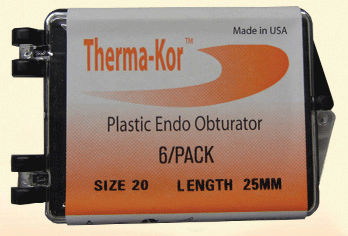 Made in USA
Therma-Kor™
Plastic Endo Obturator
6/PACK
SIZE 20 LENGTH 25MM